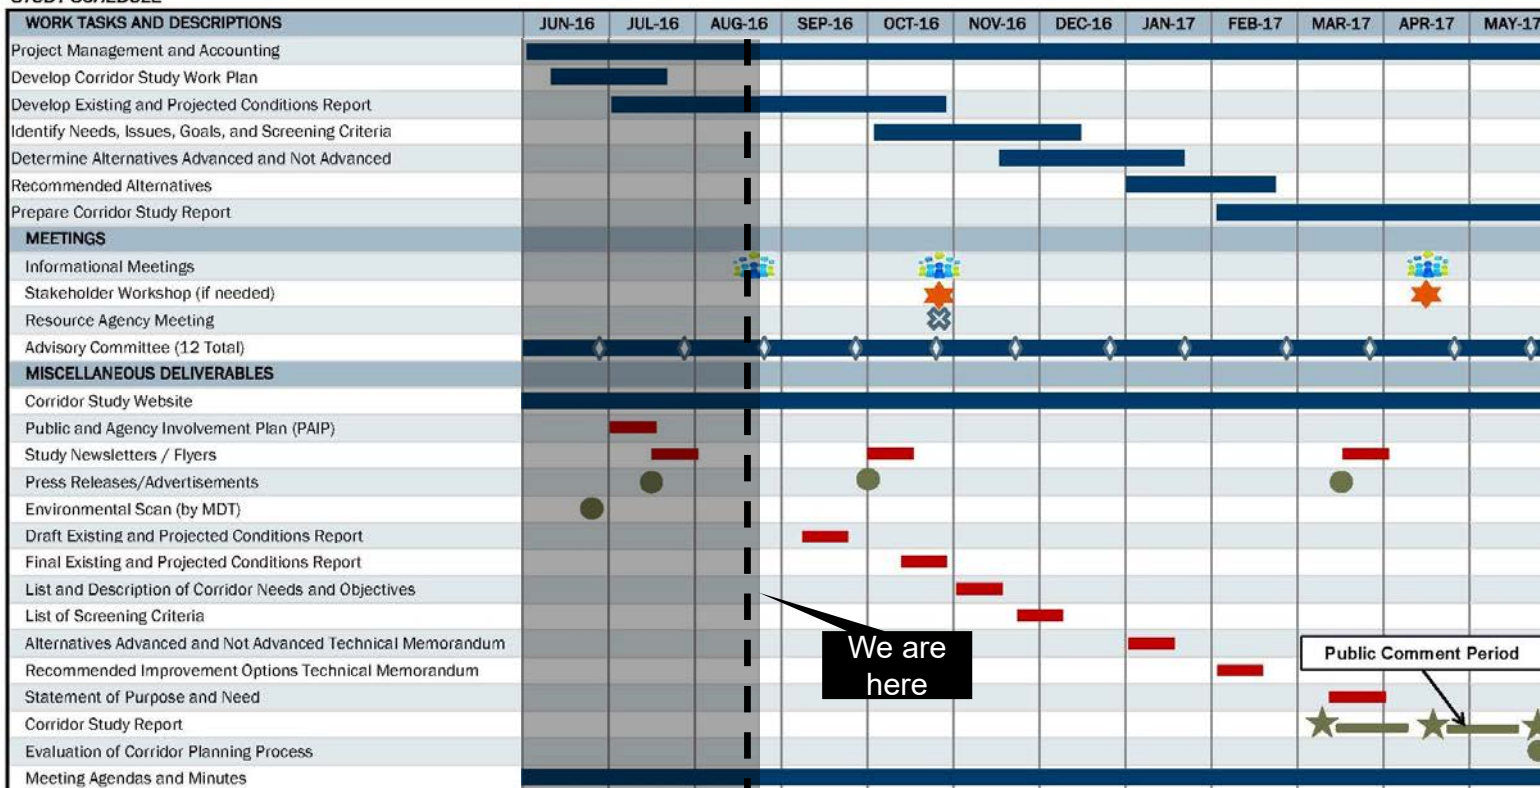 WORK TASKS AND DESCRIPTIONS JUN-16 JUL-16 AUG-16 SEP-16 OCT-16 NOV-16 DEC-16 JAN-17 FEB-17 MAR-17 APR-17 MAY-17
Project Management and Accounting
Develop Corridor Study Work Plan
Develop Existing and Projected Conditions Report
Identify Needs, Issues, Goals, and Screening Criteria
Determine Alternatives Advanced and Not Advanced
Recommended Alternatives
Prepare Corridor Study Report
MEETINGS
Informational Meetings
Stakeholder Workshop (if needed)
Resource Agency Meeting
Advisory Committee (12 Total)
MISCELLANEOUS DELIVERABLES
Corridor Study Website
Public and Agency Involvement Plan (PAIP)
Study Newsletters / Flyers
Press Releases/Advertisements
Environmental Scan (by MDT)
Draft Existing and Projected Conditions Report
Final Existing and Projected Conditions Report
List and Description of Corridor Needs and Objectives
List of Screening Criteria
Alternatives Advanced and Not Advanced Technical Memorandum
We are
here
Public Comment Period
Recommended Improvement Options Technical Memorandum
Statement of Purpose and Need
Corridor Study Report
Evaluation of Corridor Planning Process
Meeting Agendas and Minutes